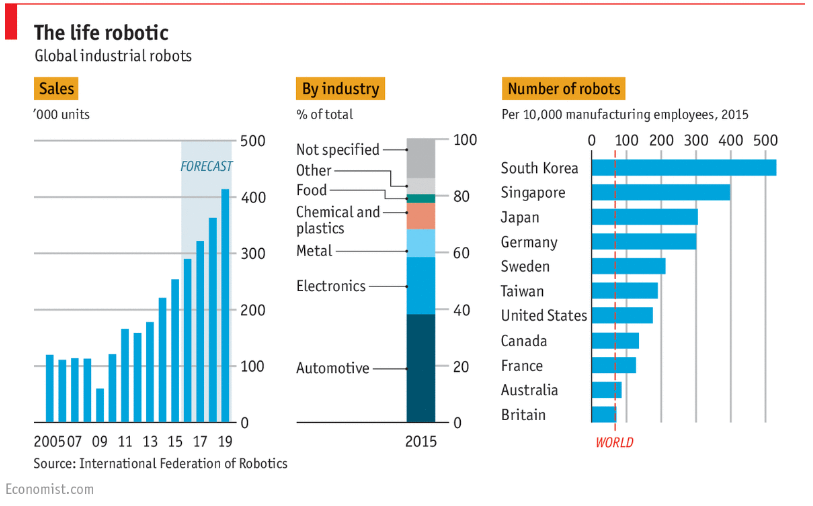 The life robotic
Global industrial robots
Sales
’000 units
500
FORECAST
400
300
200
100
0
2005 07 09 11 13 15 17 19
By industry
% of total
100
Not specified
Other
80
Food
Chemical and
plastics
Metal
60
Electronics
40
Automotive
20
0
2015
Number of robots
Per 10,000 manufacturing employees, 2015
0 100 200 300 400 500
South Korea
Singapore
Japan
Germany
Sweden
Taiwan
United States
Canada
France
Australia
Britain
WORLD
Source: International Federation of Robotics
Economist.com